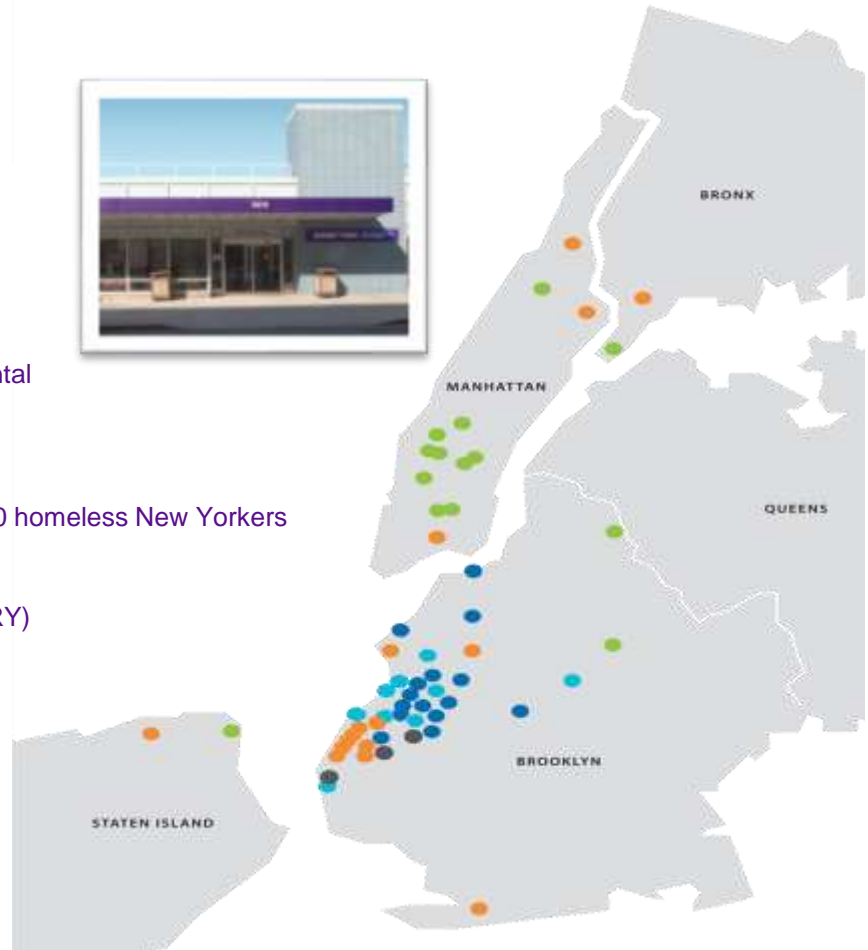 BRONX
ntal
MANHATTAN
0 homeless New Yorkers
QUEENS
RY)
BROOKLYN
STATEN ISLAND